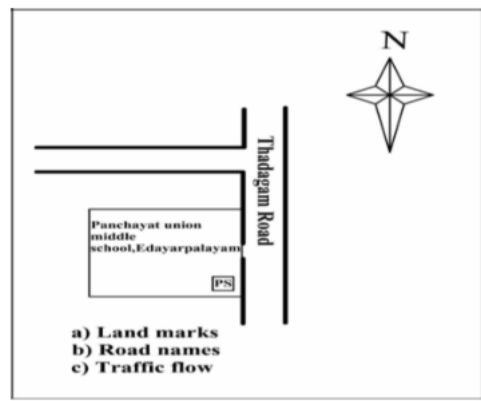 N
Thadagam Road
Panchayat union
middle
school,Edayarpalayam
PS
a) Land marks
b) Road names
c) Traffic flow